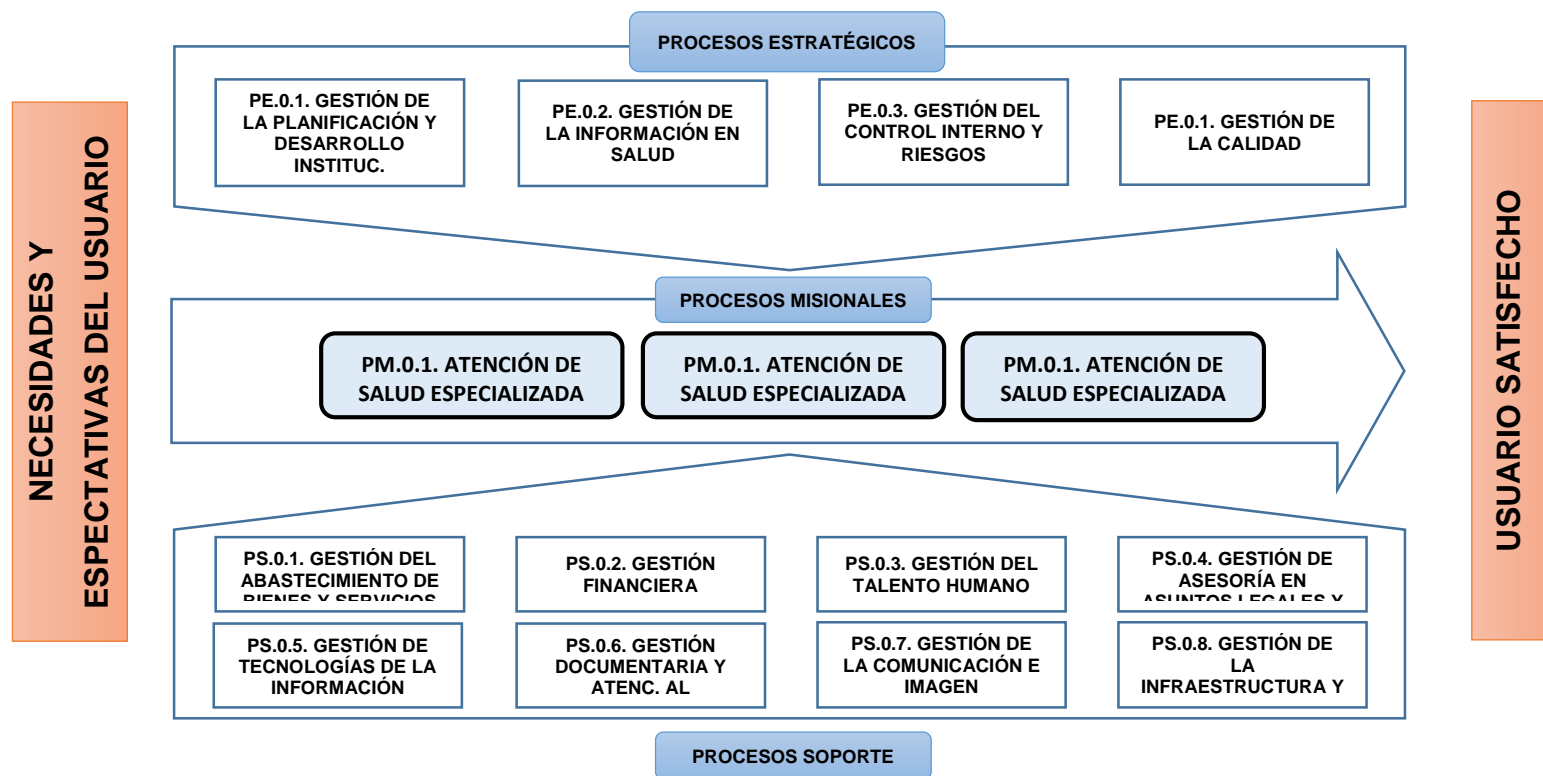 PROCESOS ESTRATÉGICOS
PE.0.1. GESTIÓN DE
LA PLANIFICACIÓN Y
DESARROLLO
INSTITUC.
PE.0.2. GESTIÓN DE
LA INFORMACIÓN EN
SALUD
PE.0.3. GESTIÓN DEL
CONTROL INTERNO Y
RIESGOS
PE.0.1. GESTIÓN DE
LA CALIDAD
NECESIDADES Y
ESPECTATIVAS DEL USUARIO
PROCESOS MISIONALES
PM.0.1. ATENCIÓN DE
SALUD ESPECIALIZADA
PM.0.1. ATENCIÓN DE
SALUD ESPECIALIZADA
PM.0.1. ATENCIÓN DE
SALUD ESPECIALIZADA
USUARIO SATISFECHO
PS.0.1. GESTIÓN DEL
ABASTECIMIENTO DE
BIENES Y SERVICIOS
PS.0.2. GESTIÓN
FINANCIERA
PS.0.3. GESTIÓN DEL
TALENTO HUMANO
PS.0.4. GESTIÓN DE
ASESORÍA EN
ASUNTOS LEGALES Y
PS.0.5. GESTIÓN DE
TECNOLOGÍAS DE LA
INFORMACIÓN
PS.0.6. GESTIÓN
DOCUMENTARIA Y
ATENC. AL
PS.0.7. GESTIÓN DE
LA COMUNICACIÓN E
IMAGEN
PS.0.8. GESTIÓN DE
LA
INFRAESTRUCTURA Y
PROCESOS SOPORTE